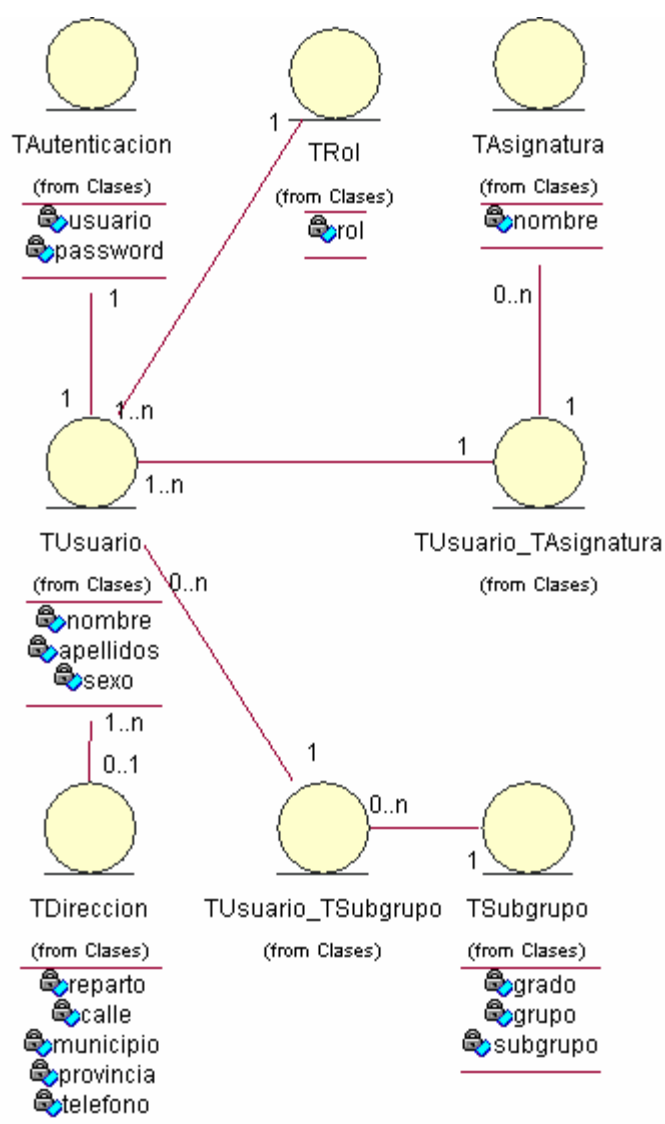 TAutenticacion
(from Clases)
usuario
password
1
1
TRol
(from Clases)
rol
1
1..n
TAsignatura
(from Clases)
nombre
0..n
1
TUsuario
(from Clases)
nombre
apellidos
sexo
1..n
1
TUsuario_TAsignatura
(from Clases)
0..n
1
1..n
0..1
TDireccion
(from Clases)
reparto
calle
municipio
provincia
telefono
TUsuario_TSubgrupo
(from Clases)
0..n
1
TSubgrupo
(from Clases)
grado
grupo
subgrupo